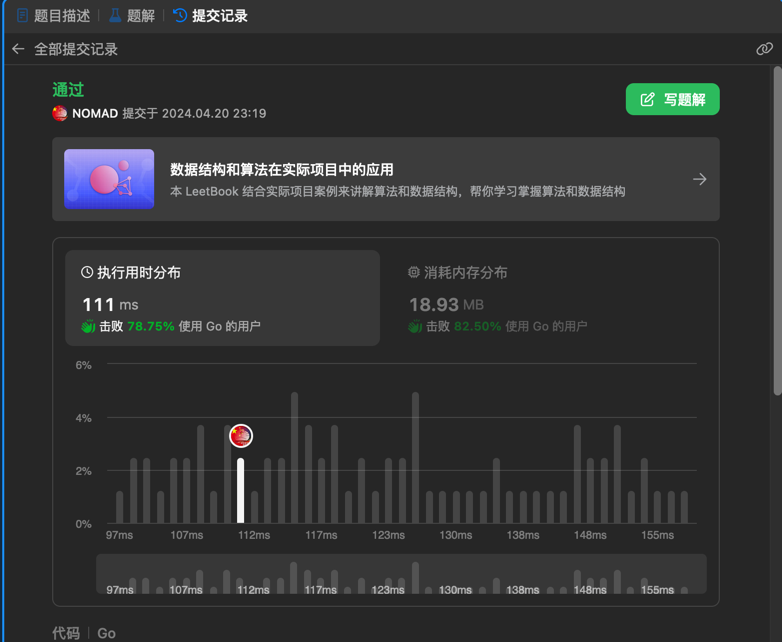 题目描述 题解 提交记录
全部提交记录
通过
NOMAD 提交于 2024.04.20 23:19
写题解
数据结构和算法在实际项目中的应用
本 LeetBook 结合实际项目案例来讲解算法和数据结构，帮你学习掌握算法和数据结构
执行用时分布
111 ms
击败 78.75% 使用 Go 的用户
消耗内存分布
18.93 MB
击败 82.50% 使用 Go 的用户
6%
4%
2%
0%
97ms 107ms 112ms 117ms 123ms 130ms 138ms 148ms 155ms
97ms 107ms 112ms 117ms 123ms 130ms 138ms 148ms 155ms
代码 Go